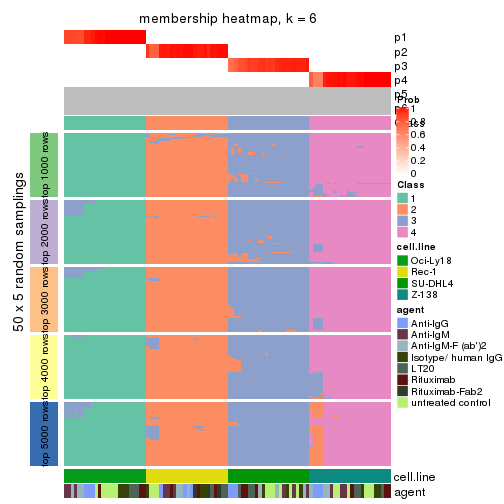 membership heatmap, k = 6
p1
p2
p3
p4
p5
Prob
1
0.8
0.6
0.4
0.2
0
Class
1
2
3
4
cell.line
Oci-Ly18
Rec-1
SU-DHL4
Z-138
agent
Anti-IgG
Anti-IgM
Anti-IgM-F (ab')2
Isotype/ human IgG
LT20
Rituximab
Rituximab-Fab2
untreated control
50 x 5 random samplings
top 1000 rows
top 2000 rows
top 3000 rows
top 4000 rows
top 5000 rows
cell.line
agent